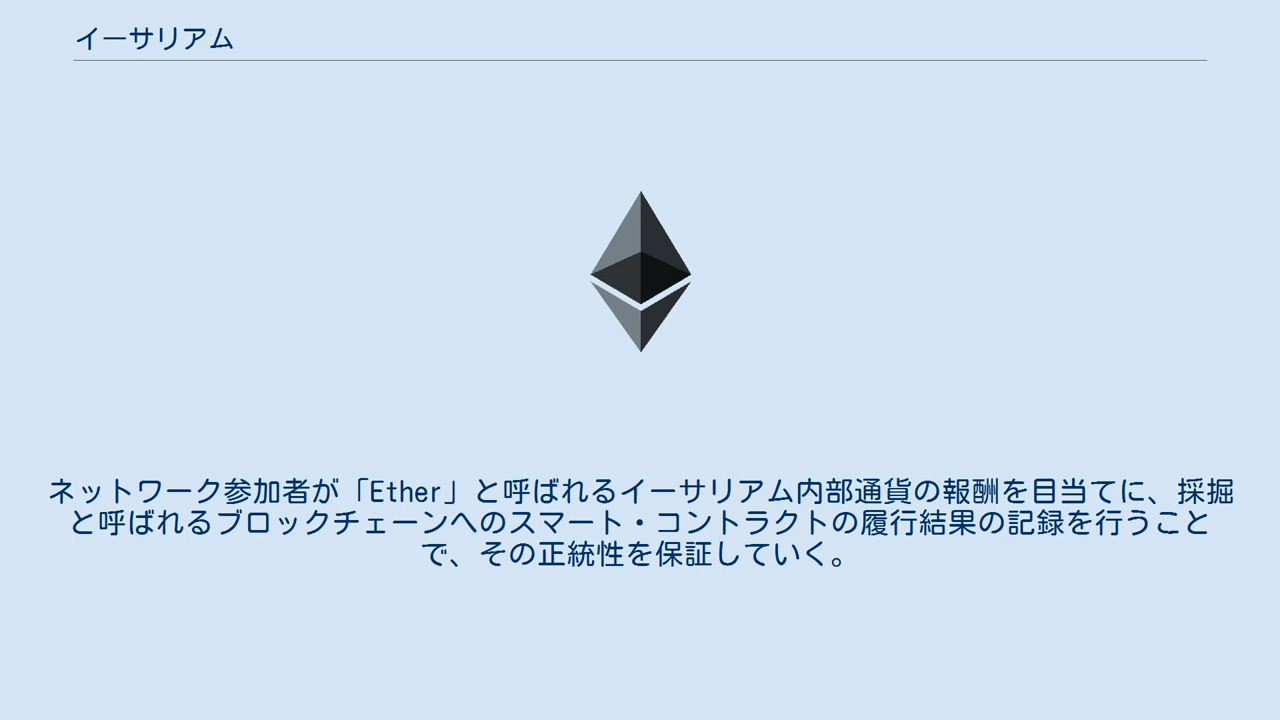 イーサリアム
ネットワーク参加者が「Ether」と呼ばれるイーサリアム内部通貨の報酬を目当てに、採掘
と呼ばれるブロックチェーンへのスマート・コントラクトの履行結果の記録を行うこと
で、その正統性を保証していく。